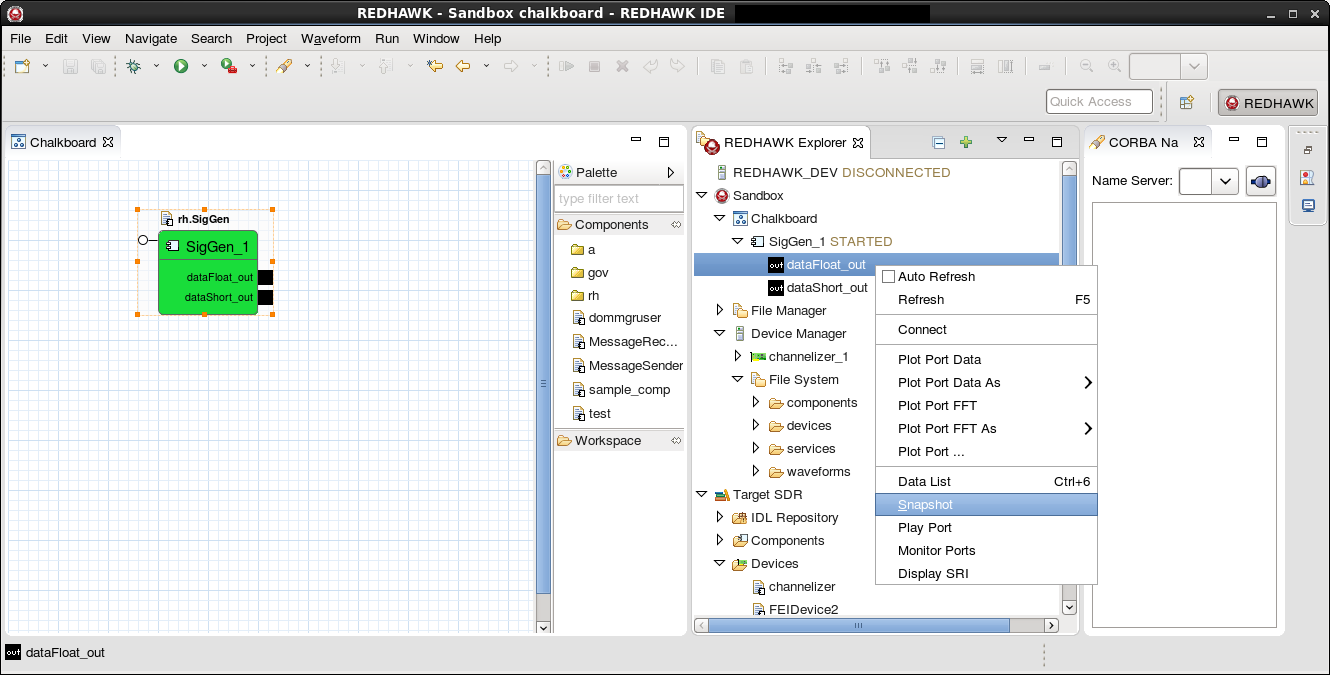 REDHAWK - Sandbox chalkboard - REDHAWK IDE
File Edit View Navigate Search Project Waveform Run Window Help
Quick Access
REDHAWK
Chalkboard
rh.SigGen
SigGen_1
dataFloat_out
dataShort_out
Palette
type filter text
Components
a
gov
rh
dommgruser
MessageRec...
MessageSender
sample_comp
test
Workspace
REDHAWK Explorer
REDHAWK_DEV DISCONNECTED
Sandbox
Chalkboard
SigGen_1 STARTED
out dataFloat_out
out dataShort_out
File Manager
Device Manager
channelizer_1
File System
components
devices
services
waveforms
Target SDR
IDL Repository
Components
Devices
channelizer
FEIDevice2
Auto Refresh
Refresh F5
Connect
Plot Port Data
Plot Port Data As
Plot Port FFT
Plot Port FFT As
Plot Port ...
Data List Ctrl+6
Snapshot
Play Port
Monitor Ports
Display SRI
CORBA Na
Name Server:
out dataFloat_out